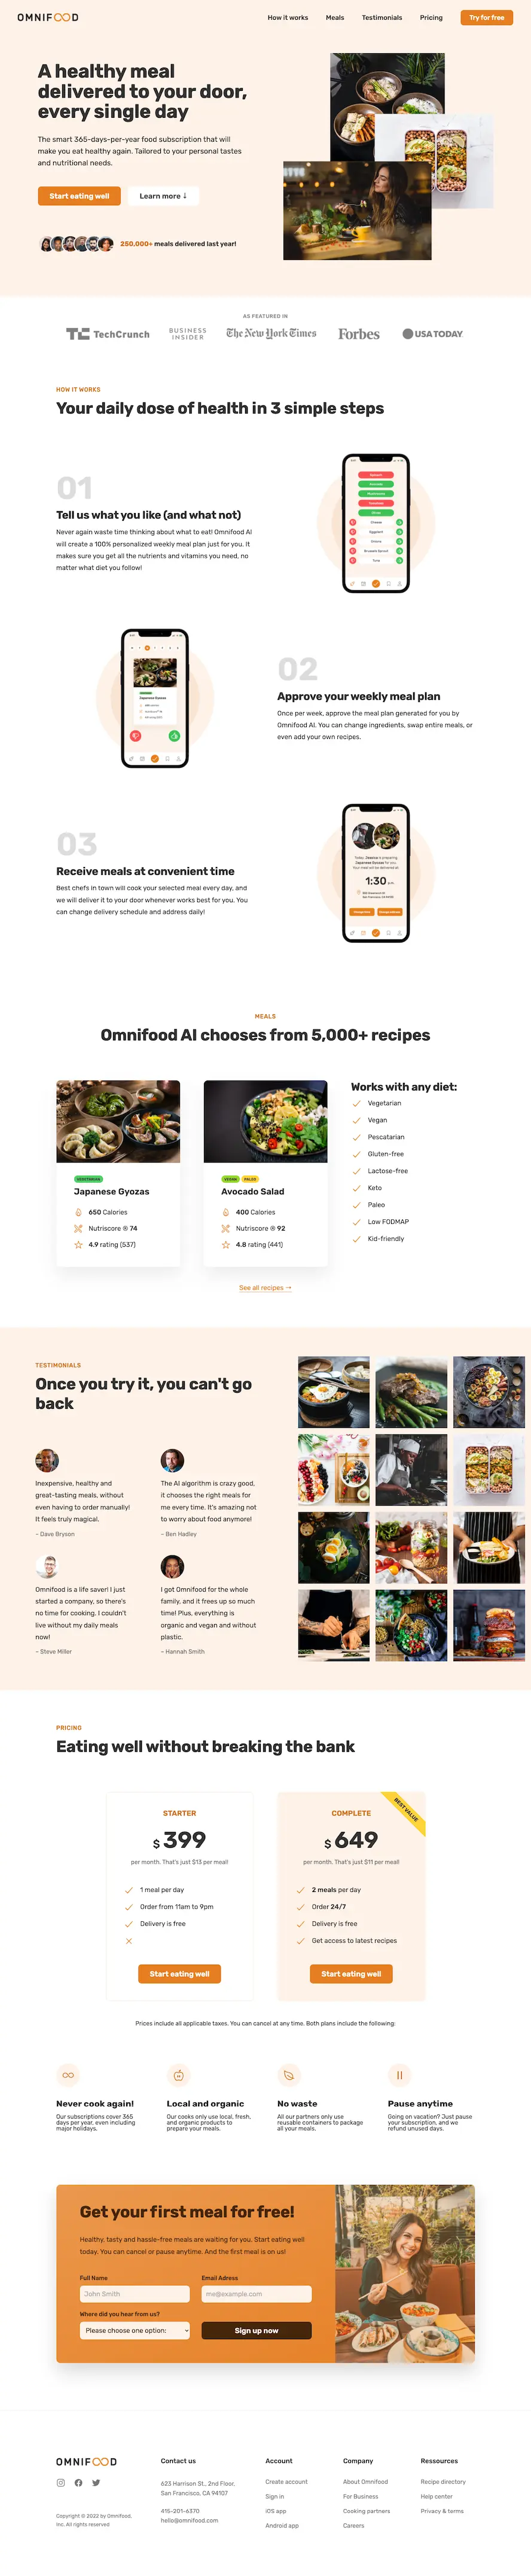 OMNIFOOD
How it works
Meals
Testimonials
Pricing
Try for free
A healthy meal
delivered to your door,
every single day
The smart 365-days-per-year food subscription that will
make you eat healthy again. Tailored to your personal tastes
and nutritional needs.
Start eating well
Learn more ↓
250,000+ meals delivered last year!
AS FEATURED IN
TechCrunch
BUSINESS
INSIDER
The New York Times
Forbes
USA TODAY
HOW IT WORKS
Your daily dose of health in 3 simple steps
01
Tell us what you like (and what not)
Never again waste time thinking about what to eat! Omnifood AI
will create a 100% personalized weekly meal plan just for you. It
makes sure you get all the nutrients and vitamins you need, no
matter what diet you follow!
02
Approve your weekly meal plan
Once per week, approve the meal plan generated for you by
Omnifood AI. You can change ingredients, swap entire meals, or
even add your own recipes.
Japanese Gyozas
03
Receive meals at convenient time
Best chefs in town will cook your selected meal every day, and
we will deliver it to your door whenever works best for you. You
can change delivery schedule and address daily!
1:30
MEALS
Omnifood AI chooses from 5,000+ recipes
VEGETARIAN
Japanese Gyozas
400 Calories
Nutriscore ® 74
4.9 rating (537)
VEGAN
PALEO
Avocado Salad
400 Calories
Nutriscore ® 92
4.8 rating (441)
Works with any diet:
Vegetarian
Vegan
Pescatarian
Gluten-free
Lactose-free
Keto
Paleo
Low FODMAP
Kid-friendly
See all recipes →
TESTIMONIALS
Once you try it, you can't go
back
Inexpensive, healthy and
great-tasting meals, without
even having to order manually!
It feels truly magical.
– Dave Bryson
The AI algorithm is crazy good,
it chooses the right meals for
me every time. It's amazing not
to worry about food anymore!
– Ben Hadley
Omnifood is a life saver! I just
started a company, so there's
no time for cooking. I couldn't
live without my daily meals
now!
– Steve Miller
I got Omnifood for the whole
family, and it frees up so much
time! Plus, everything is
organic and vegan and without
plastic.
– Hannah Smith
PRICING
Eating well without breaking the bank
STARTER
$ 399
per month. That's just $13 per meal!
1 meal per day
Order from 11am to 9pm
Delivery is free
Start eating well
BEST VALUE
COMPLETE
$ 649
per month. That's just $11 per meal!
2 meals per day
Order 24/7
Delivery is free
Get access to latest recipes
Start eating well
Prices include all applicable taxes. You can cancel at any time. Both plans include the following:
Never cook again!
Our subscriptions cover 365
days per year, even including
major holidays.
Local and organic
Our cooks only use local, fresh,
and organic products to
prepare your meals.
No waste
All our partners only use
reusable containers to package
all your meals.
Pause anytime
Going on vacation? Just pause
your subscription, and we
refund unused days.
Get your first meal for free!
Healthy, tasty and hassle-free meals are waiting for you. Start eating well
today. You can cancel or pause anytime. And the first meal is on us!
Full Name
John Smith
Email Adress
me@example.com
Where did you hear from us?
Please choose one option:
Sign up now
OMNIFOOD
Copyright © 2022 by Omnifood,
Inc. All rights reserved
Contact us
623 Harrison St., 2nd Floor,
San Francisco, CA 94107
415-201-6370
hello@omnifood.com
Account
Create account
Sign in
iOS app
Android app
Company
About Omnifood
For Business
Cooking partners
Careers
Ressources
Recipe directory
Help center
Privacy & terms